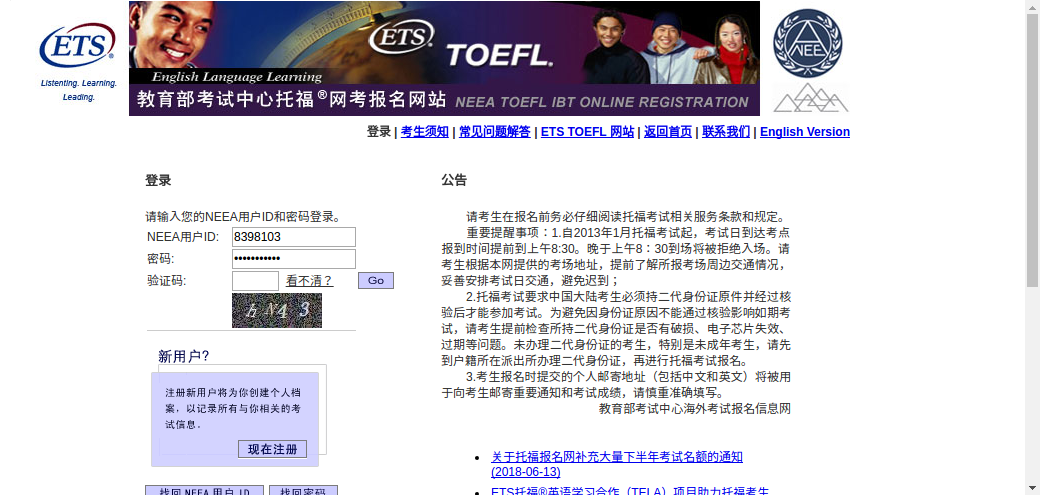 ETS
Listening. Learning.
Leading.
ETS TOEFL.
English Language Learning
教育部考试中心托福®网考报名网站 NEEA TOEFL IBT ONLINE REGISTRATION
NEE
登录 | 考生须知 | 常见问题解答 | ETS TOEFL 网站 | 返回首页 | 联系我们 | English Version
登录
请输入您的NEEA用户ID和密码登录。
NEEA用户ID: 8398103
密码: •••••••••••
验证码: 看不清？ Go
新用户?
注册新用户将为你创建个人档
案，以记录所有与你相关的考
试信息.
现在注册
找回 NEEA 用户 ID 找回密码
公告
请考生在报名前务必仔细阅读托福考试相关服务条款和规定。
重要提醒事项：1.自2013年1月托福考试起，考试日到达考点
报到时间提前到上午8:30。晚于上午8：30到场将被拒绝入场。请
考生根据本网提供的考场地址，提前了解所报考场周边交通情况，
妥善安排考试日交通，避免迟到；
2.托福考试要求中国大陆考生必须持二代身份证原件并经过核
验后才能参加考试。为避免因身份证原因不能通过核验影响如期考
试，请考生提前检查所持二代身份证是否有破损、电子芯片失效、
过期等问题。未办理二代身份证的考生，特别是未成年考生，请先
到户籍所在派出所办理二代身份证，再进行托福考试报名。
3.考生报名时提交的个人邮寄地址（包括中文和英文）将被用
于向考生邮寄重要通知和考试成绩，请慎重准确填写。
教育部考试中心海外考试报名信息网
关于托福报名网补充大量下半年考试名额的通知
(2018-06-13)
ETS托福®英语学习合作（TELA）项目助力托福考生